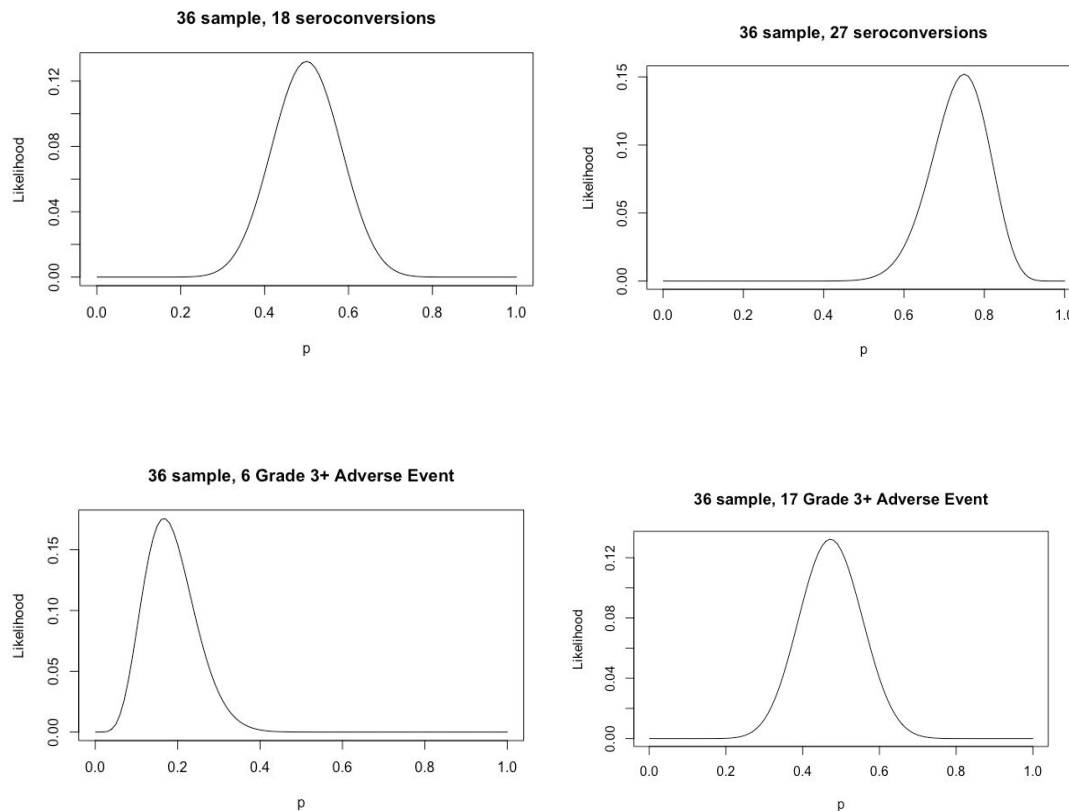 36 sample, 18 seroconversions
Likelihood
0.00 0.04 0.08 0.12
0.0 0.2 0.4 0.6 0.8 1.0
p
36 sample, 27 seroconversions
Likelihood
0.00 0.05 0.10 0.15
0.0 0.2 0.4 0.6 0.8 1.0
p
36 sample, 6 Grade 3+ Adverse Event
Likelihood
0.00 0.05 0.10 0.15
0.0 0.2 0.4 0.6 0.8 1.0
p
36 sample, 17 Grade 3+ Adverse Event
Likelihood
0.00 0.04 0.08 0.12
0.0 0.2 0.4 0.6 0.8 1.0
p